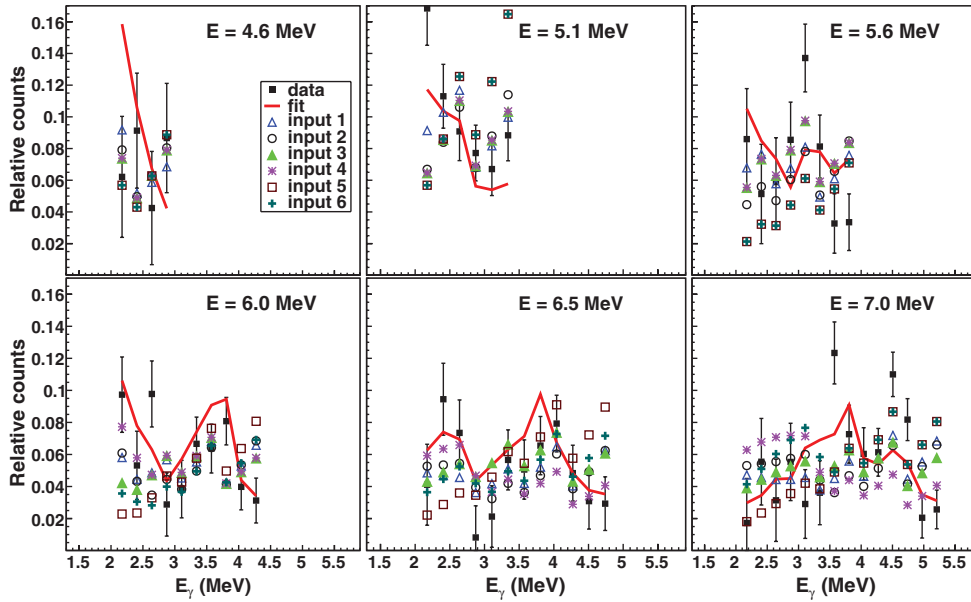 Relative counts
0.16
0.14
0.12
0.1
0.08
0.06
0.04
0.02
E = 4.6 MeV
data
fit
input 1
input 2
input 3
input 4
input 5
input 6
E = 5.1 MeV
E = 5.6 MeV
Relative counts
0.16
0.14
0.12
0.1
0.08
0.06
0.04
0.02
E = 6.0 MeV
E = 6.5 MeV
E = 7.0 MeV
1.5 2 2.5 3 3.5 4 4.5 5 5.5
1.5 2 2.5 3 3.5 4 4.5 5 5.5
1.5 2 2.5 3 3.5 4 4.5 5 5.5
Eγ (MeV)
Eγ (MeV)
Eγ (MeV)